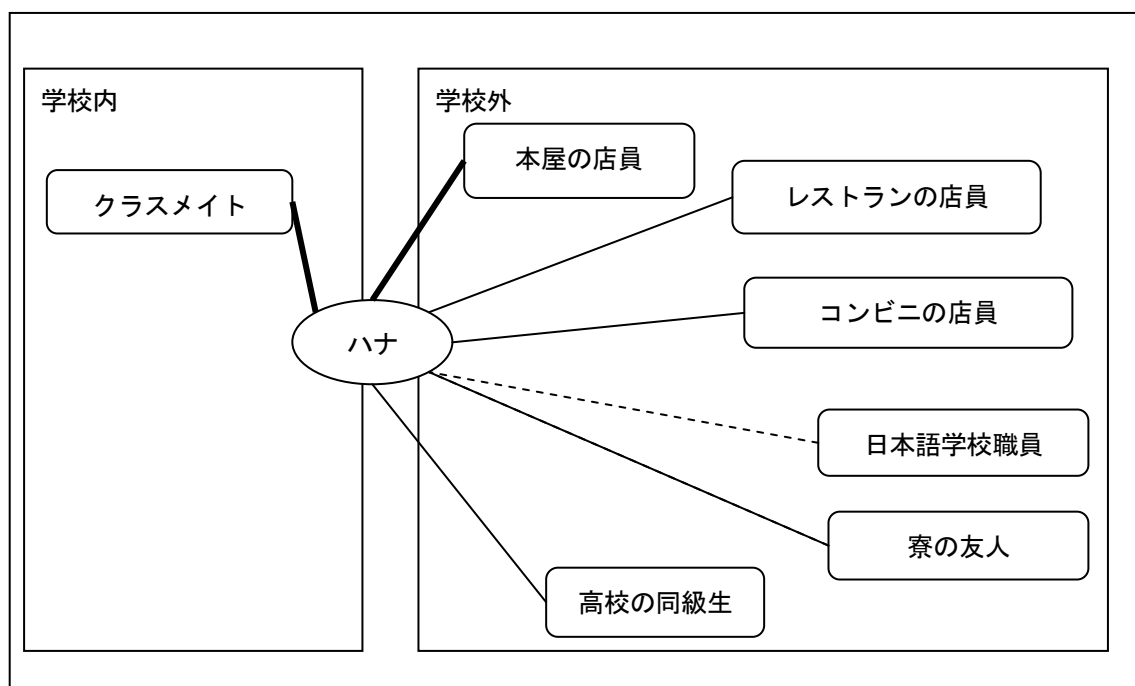 学校内
学校外
本屋の店員
クラスメイト
レストランの店員
コンビニの店員
ハナ
日本語学校職員
寮の友人
高校の同級生